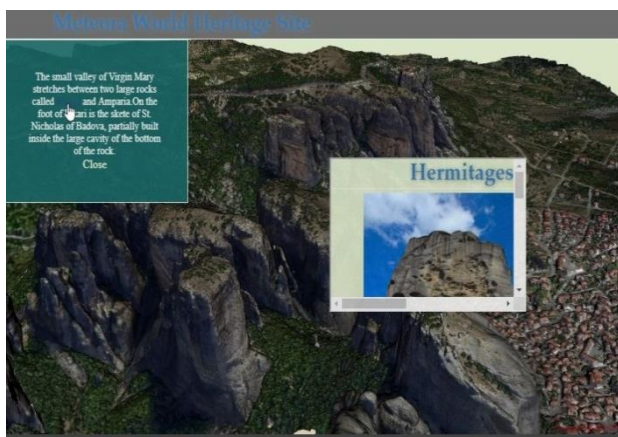 Meteora World Heritage Site
The small valley of Virgin Mary
stretches between two large rocks
called and Amparia.On the
foot of is the skete of St.
Nicholas of Badova, partially built
inside the large cavity of the bottom
of the rock.
Close
Hermitages